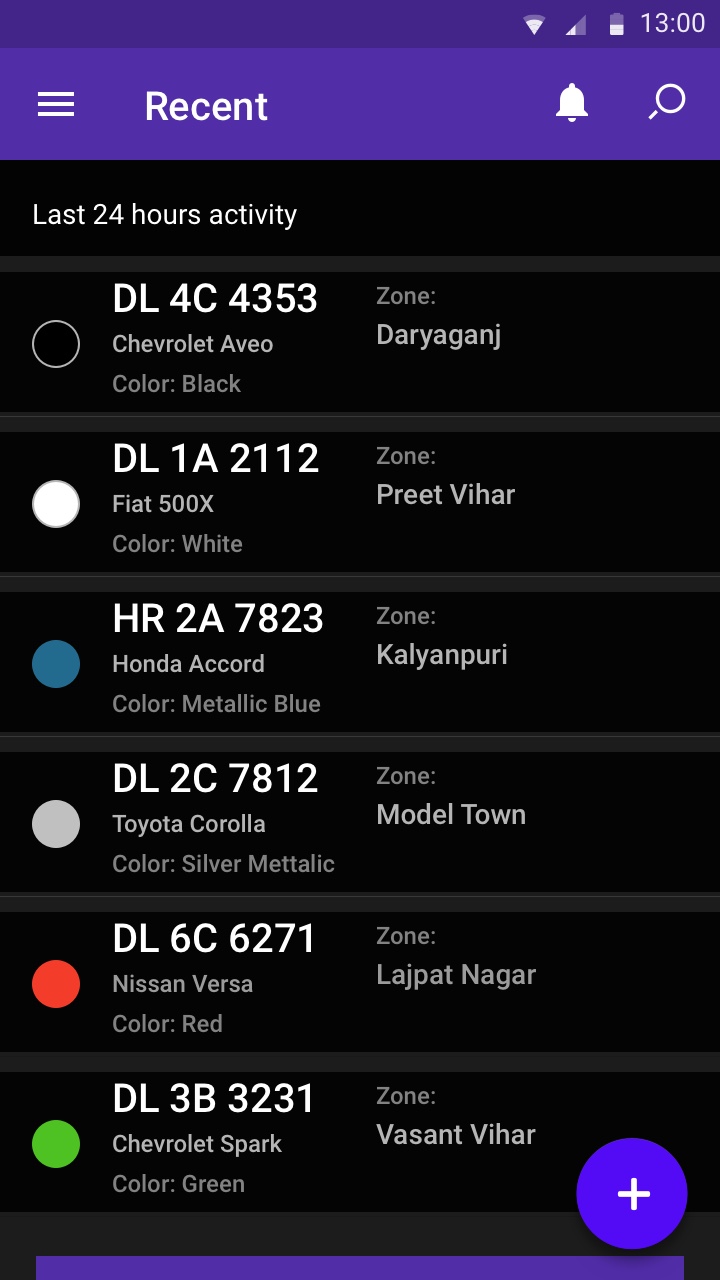 13:00
Recent
Last 24 hours activity
DL 4C 4353
Zone:
Chevrolet Aveo
Daryaganj
Color: Black
DL 1A 2112
Zone:
Fiat 500X
Preet Vihar
Color: White
HR 2A 7823
Zone:
Honda Accord
Kalyanpuri
Color: Metallic Blue
DL 2C 7812
Zone:
Toyota Corolla
Model Town
Color: Silver Mettalic
DL 6C 6271
Zone:
Nissan Versa
Lajpat Nagar
Color: Red
DL 3B 3231
Zone:
Chevrolet Spark
Vasant Vihar
Color: Green